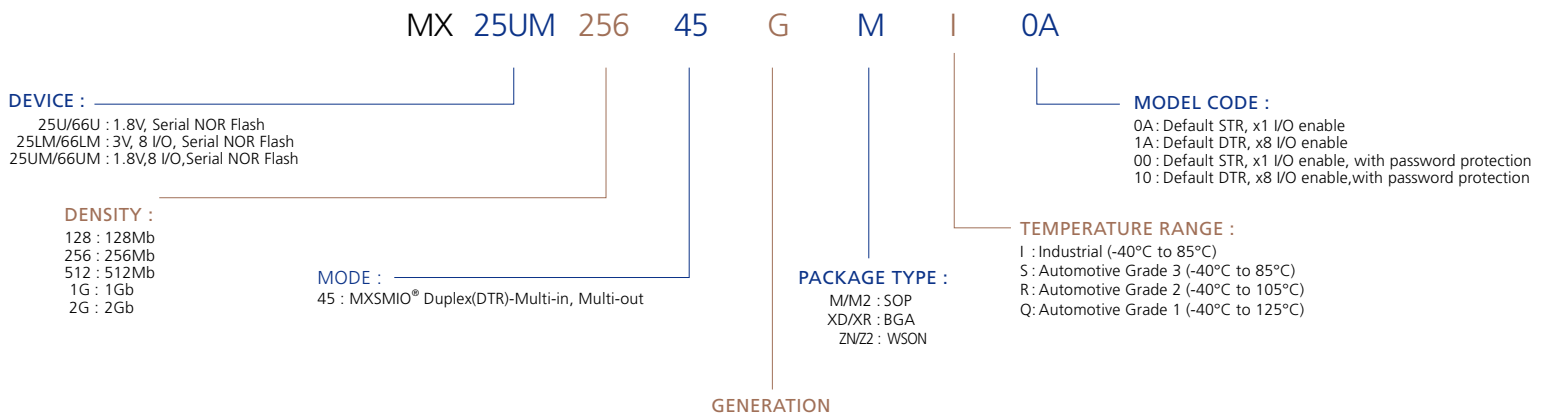 MX 25UM 256 45 G M I 0A
DEVICE :
25U/66U : 1.8V, Serial NOR Flash
25LM/66LM : 3V, 8 I/O, Serial NOR Flash
25UM/66UM : 1.8V,8 I/O,Serial NOR Flash
DENSITY :
128 : 128Mb
256 : 256Mb
512 : 512Mb
1G : 1Gb
2G : 2Gb
MODE :
45 : MXSMIO® Duplex(DTR)-Multi-in, Multi-out
GENERATION
PACKAGE TYPE :
M/M2 : SOP
XD/XR : BGA
ZN/Z2 : WSON
TEMPERATURE RANGE :
I : Industrial (-40°C to 85°C)
S : Automotive Grade 3 (-40°C to 85°C)
R : Automotive Grade 2 (-40°C to 105°C)
Q: Automotive Grade 1 (-40°C to 125°C)
MODEL CODE :
0A : Default STR, x1 I/O enable
1A : Default DTR, x8 I/O enable
00 : Default STR, x1 I/O enable, with password protection
10 : Default DTR, x8 I/O enable,with password protection